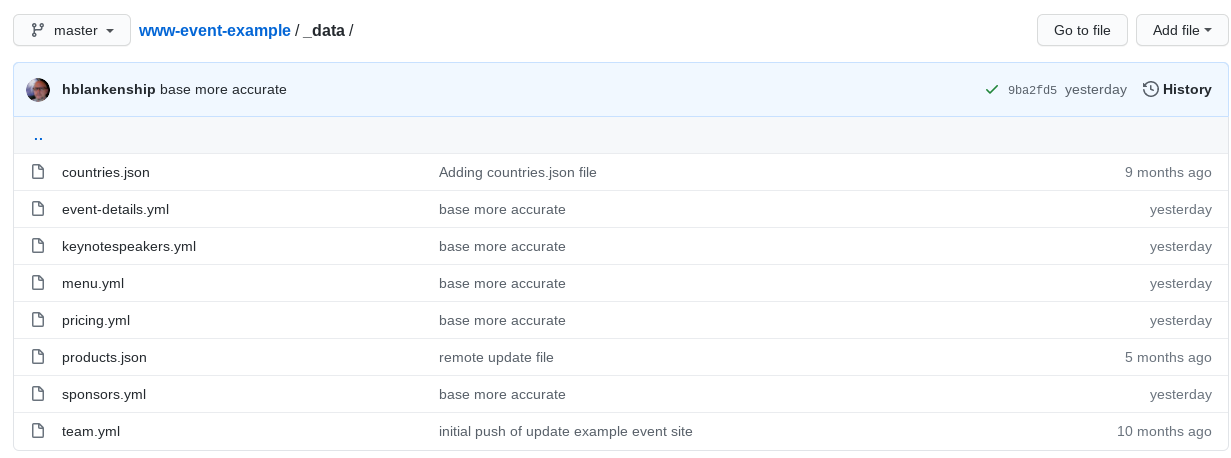 master www-event-example / _data / Go to file Add file
hblankenship base more accurate 9ba2fd5 yesterday History
..
countries.json Adding countries.json file 9 months ago
event-details.yml base more accurate yesterday
keynotespeakers.yml base more accurate yesterday
menu.yml base more accurate yesterday
pricing.yml base more accurate yesterday
products.json remote update file 5 months ago
sponsors.yml base more accurate yesterday
team.yml initial push of update example event site 10 months ago